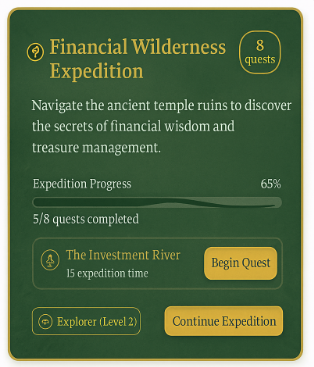 Financial Wilderness
Expedition
8
quests
Navigate the ancient temple ruins to discover
the secrets of financial wisdom and
treasure management.
Expedition Progress
65%
5/8 quests completed
The Investment River
15 expedition time
Begin Quest
Explorer (Level 2)
Continue Expedition